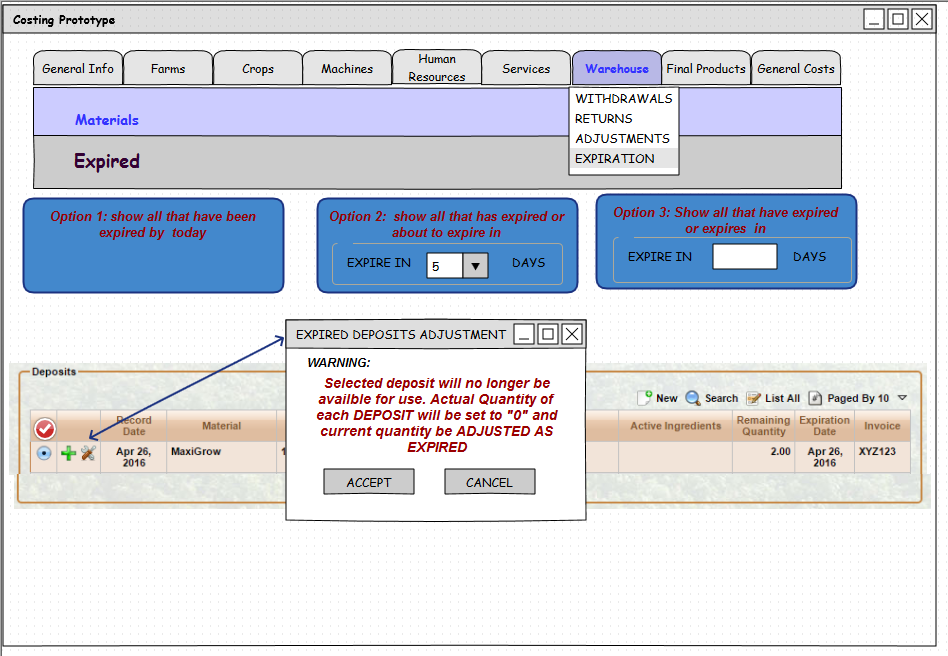 Costing Prototype
General Info
Farms
Crops
Machines
Human
Resources
Services
Warehouse
Final Products
General Costs
WITHDRAWALS
RETURNS
ADJUSTMENTS
EXPIRATION
Materials
Expired
Option 1: show all that have been
expired by today
Option 2: show all that has expired or
about to expire in
EXPIRE IN 5 DAYS
Option 3: Show all that have expired
or expires in
EXPIRE IN DAYS
EXPIRED DEPOSITS ADJUSTMENT
WARNING:
Selected deposit will no longer be
availble for use. Actual Quantity of
each DEPOSIT will be set to "0" and
current quantity be ADJUSTED AS
EXPIRED
ACCEPT CANCEL
Deposits
New Search List All Paged By 10
Record
Date
Material
Active Ingredients
Remaining
Quantity
Expiration
Date
Invoice
Apr 26,
2016
MaxiGrow
1
2.00
Apr 26,
2016
XYZ123